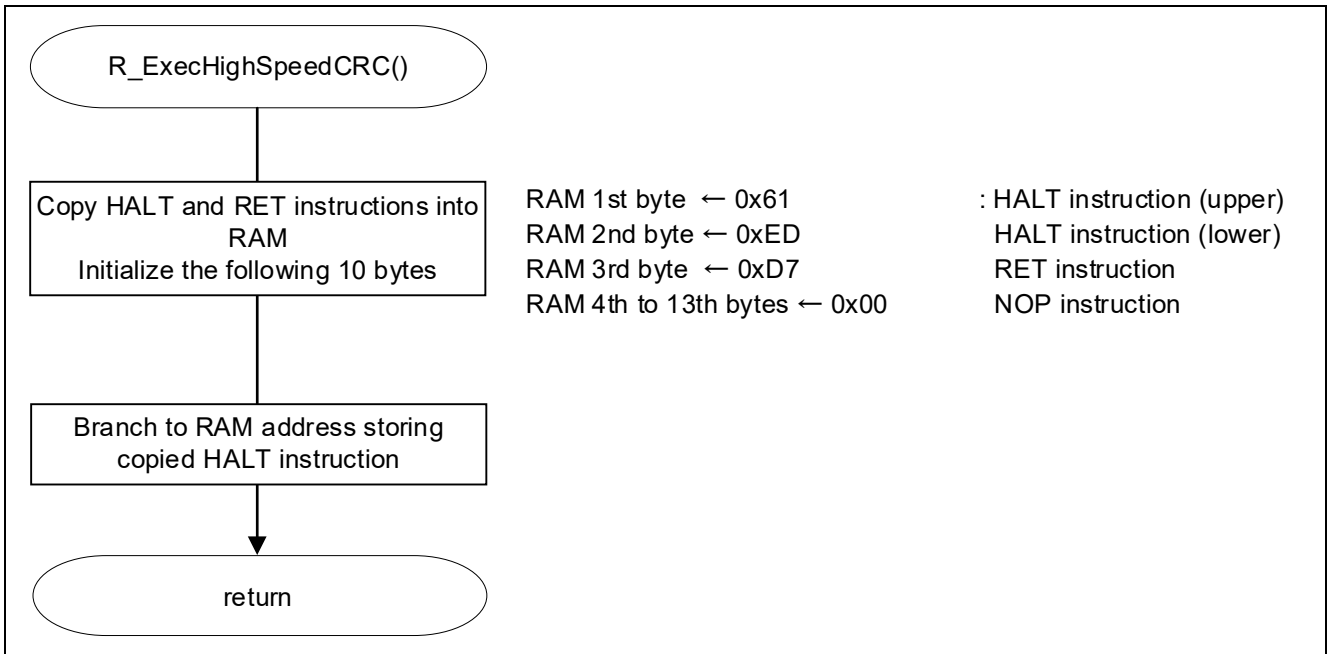 R_ExecHighSpeedCRC()
Copy HALT and RET instructions into
RAM
Initialize the following 10 bytes
RAM 1st byte ← 0x61 : HALT instruction (upper)
RAM 2nd byte ← 0xED HALT instruction (lower)
RAM 3rd byte ← 0xD7 RET instruction
RAM 4th to 13th bytes ← 0x00 NOP instruction
Branch to RAM address storing
copied HALT instruction
return